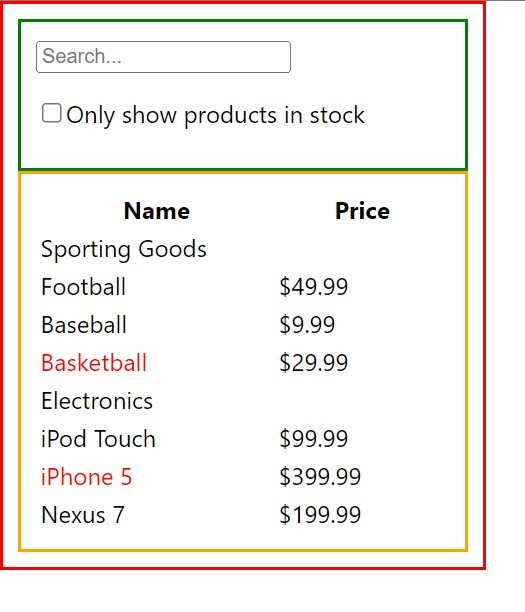 Search...
Only show products in stock
Name Price
Sporting Goods
Football $49.99
Baseball $9.99
Basketball $29.99
Electronics
iPod Touch $99.99
iPhone 5 $399.99
Nexus 7 $199.99